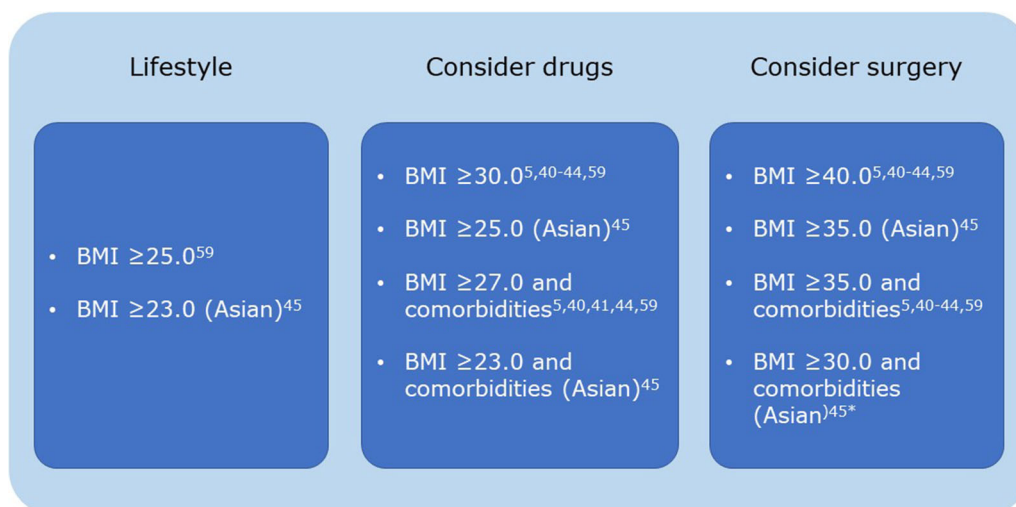 Lifestyle
BMI ≥25.0⁵⁹
BMI ≥23.0 (Asian)⁴⁵
Consider drugs
BMI ≥30.0⁵,⁴⁰⁻⁴⁴,⁵⁹
BMI ≥25.0 (Asian)⁴⁵
BMI ≥27.0 and
comorbidities⁵,⁴⁰,⁴¹,⁴⁴,⁵⁹
BMI ≥23.0 and
comorbidities (Asian)⁴⁵
Consider surgery
BMI ≥40.0⁵,⁴⁰⁻⁴⁴,⁵⁹
BMI ≥35.0 (Asian)⁴⁵
BMI ≥35.0 and
comorbidities⁵,⁴⁰⁻⁴⁴,⁵⁹
BMI ≥30.0 and
comorbidities
(Asian)⁴⁵*